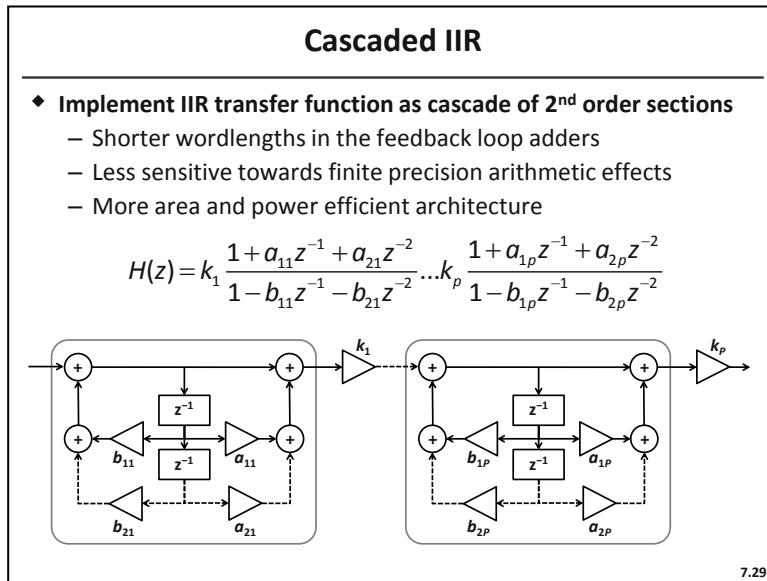 Cascaded IIR
◆ Implement IIR transfer function as cascade of 2nd order sections
– Shorter wordlengths in the feedback loop adders
– Less sensitive towards finite precision arithmetic effects
– More area and power efficient architecture
H(z) = k₁ (1 + a₁₁z⁻¹ + a₂₁z⁻²)/(1 − b₁₁z⁻¹ − b₂₁z⁻²) ... kₚ (1 + a₁ₚz⁻¹ + a₂ₚz⁻²)/(1 − b₁ₚz⁻¹ − b₂ₚz⁻²)
k₁ k_P
+ + + +
z⁻¹ z⁻¹
+ + + +
b₁₁ a₁₁ b₁P a₁P
z⁻¹ z⁻¹
b₂₁ a₂₁ b₂P a₂P
7.29